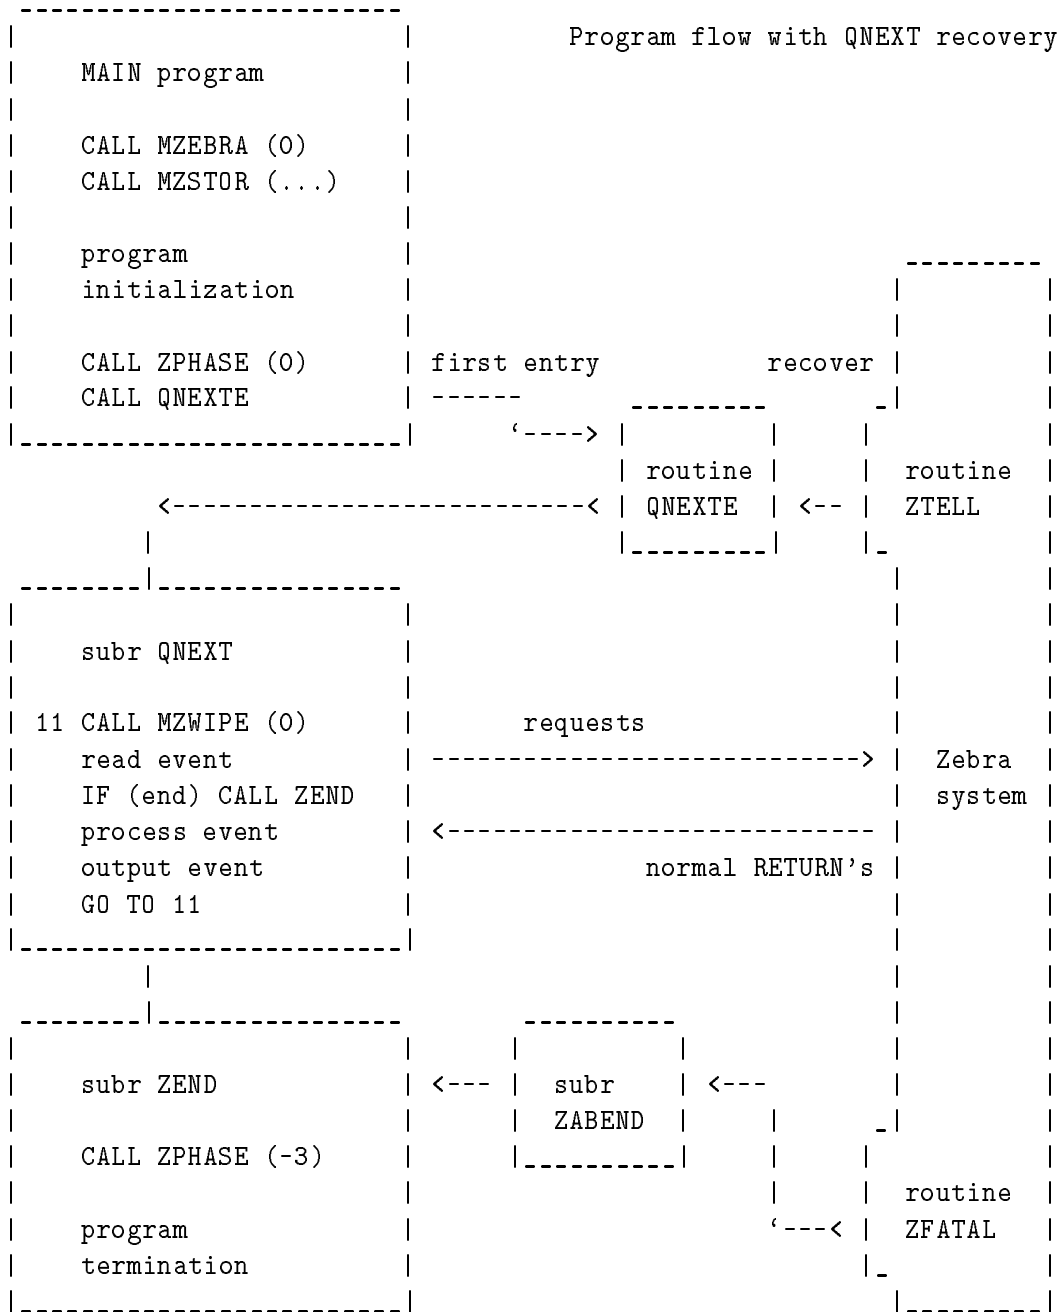 Program flow with QNEXT recovery
MAIN program
CALL MZEBRA (0)
CALL MZSTOR (...)
program
initialization
CALL ZPHASE (0)
CALL QNEXTE
first entry
recover
routine
QNEXTE
routine
ZTELL
subr QNEXT
11 CALL MZWIPE (0)
read event
IF (end) CALL ZEND
process event
output event
GO TO 11
requests
normal RETURN's
Zebra
system
subr ZEND
CALL ZPHASE (-3)
program
termination
subr
ZABEND
routine
ZFATAL